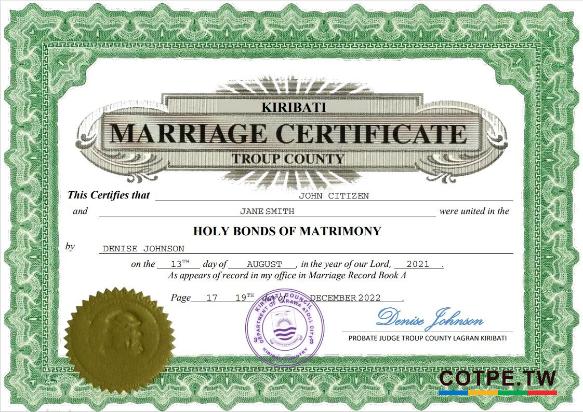 KIRIBATI
MARRIAGE CERTIFICATE
TROUP COUNTY
This Certifies that JOHN CITIZEN
and JANE SMITH were united in the
HOLY BONDS OF MATRIMONY
by DENISE JOHNSON
on the 13TH day of AUGUST , in the year of our Lord, 2021 .
As appears of record in my office in Marriage Record Book A
Page 17 19TH day of DECEMBER 2022 .
Denise Johnson
PROBATE JUDGE TROUP COUNTY LAGRAN KIRIBATI
COTPE.TW